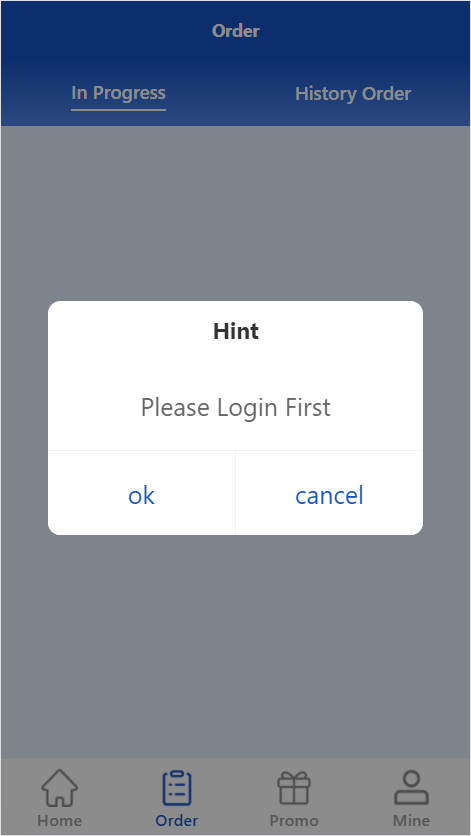 Order
In Progress History Order
Hint
Please Login First
ok cancel
Home Order Promo Mine